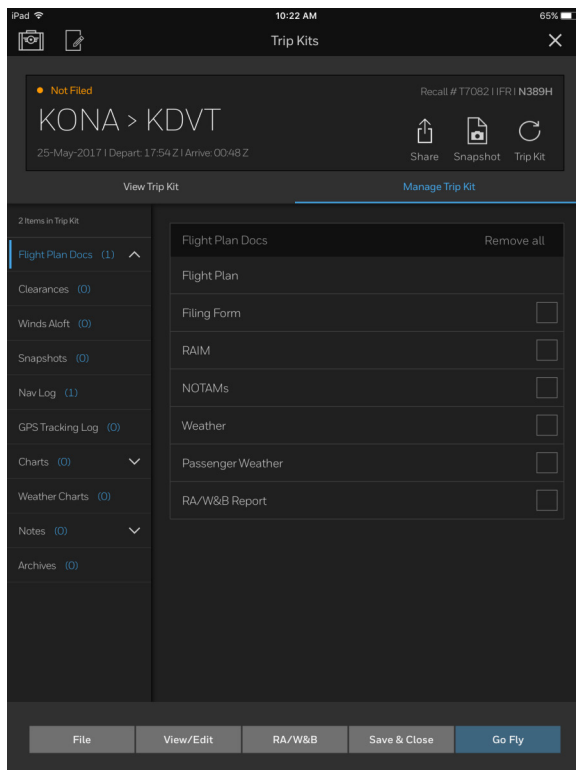 iPad 10:22 AM 65%
Trip Kits
Not Filed Recall # T7082 I IFR I N389H
KONA > KDVT
25-May-2017 I Depart: 17:54 Z I Arrive: 00:48 Z
Share Snapshot Trip Kit
View Trip Kit Manage Trip Kit
2 Items in Trip Kit
Flight Plan Docs (1)
Clearances (0)
Winds Aloft (0)
Snapshots (0)
Nav Log (1)
GPS Tracking Log (0)
Charts (0)
Weather Charts (0)
Notes (0)
Archives (0)
Flight Plan Docs Remove all
Flight Plan
Filing Form
RAIM
NOTAMs
Weather
Passenger Weather
RA/W&B Report
File View/Edit RA/W&B Save & Close Go Fly